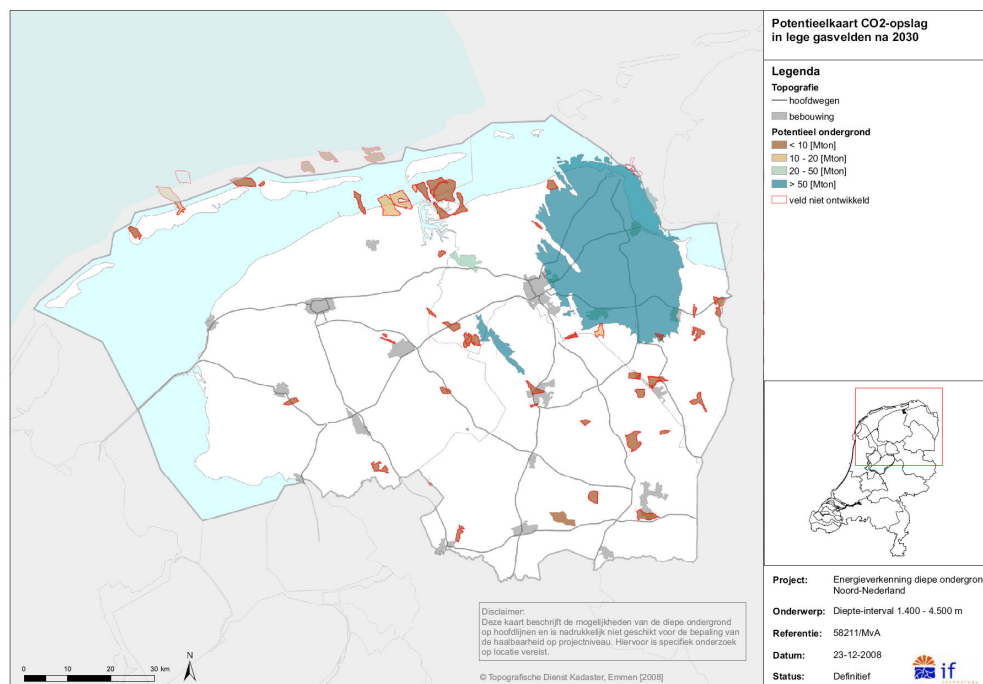 Potentieelkaart CO2-opslag
in lege gasvelden na 2030
Legenda
Topografie
hoofdwegen
bebouwing
Potentieel ondergrond
< 10 [Mton]
10 - 20 [Mton]
20 - 50 [Mton]
> 50 [Mton]
veld niet ontwikkeld
Disclaimer:
Deze kaart beschrijft de mogelijkheden van de diepe ondergrond
op hoofdlijnen en is nadrukkelijk niet geschikt voor de bepaling van
de haalbaarheid op projectniveau. Hiervoor is specifiek onderzoek
op locatie vereist.
© Topografische Dienst Kadaster, Emmen [2008]
0 10 20 30 km
N
Project: Energieverkenning diepe ondergron
Noord-Nederland
Onderwerp: Diepte-interval 1.400 - 4.500 m
Referentie: 58211/MvA
Datum: 23-12-2008
Status: Definitief
if
technology